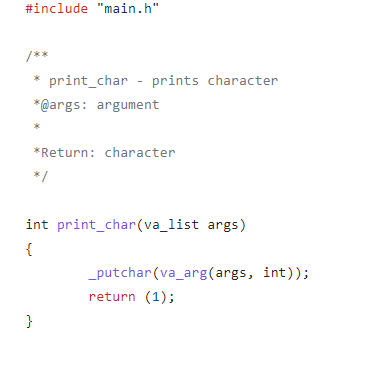 #include "main.h"
/**
 * print_char - prints character
 *@args: argument
 *
 *Return: character
 */
int print_char(va_list args)
{
        _putchar(va_arg(args, int));
        return (1);
}